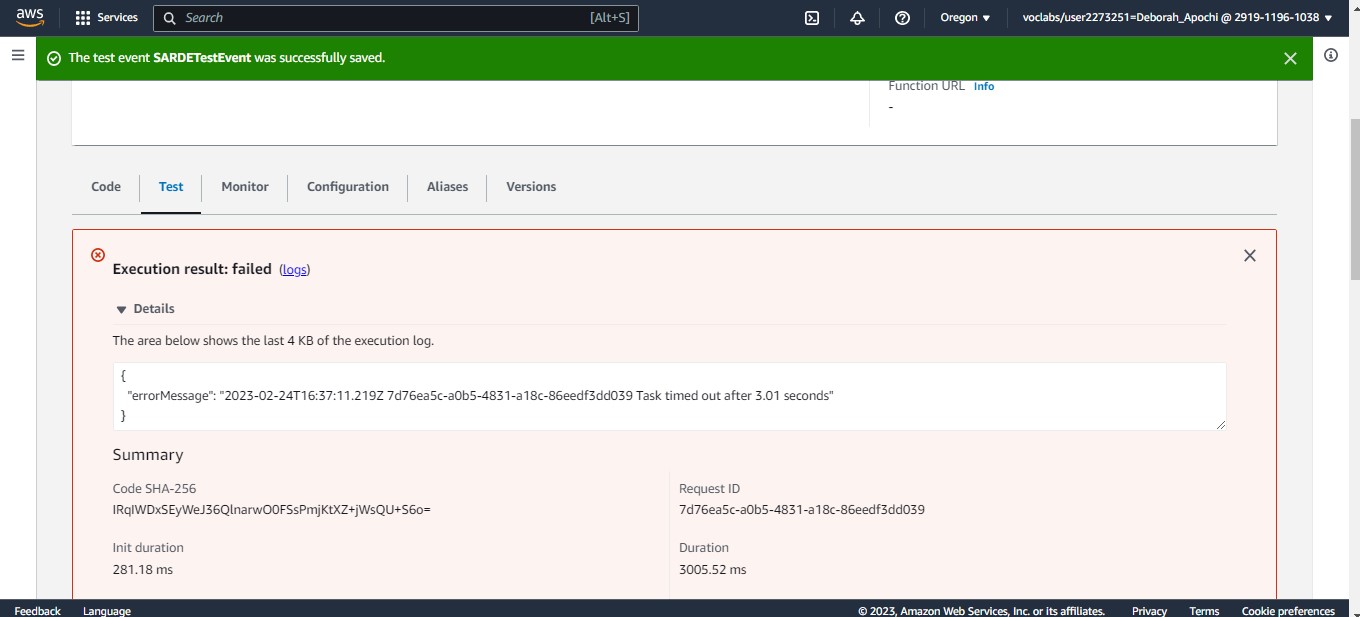 aws
Services
Search
[Alt+S]
Oregon ▼
voclabs/user2273251=Deborah_Apochi @ 2919-1196-1038 ▼
The test event SARDETestEvent was successfully saved.
Function URL Info
-
Code
Test
Monitor
Configuration
Aliases
Versions
Execution result: failed (logs)
▼ Details
The area below shows the last 4 KB of the execution log.
{
"errorMessage": "2023-02-24T16:37:11.219Z 7d76ea5c-a0b5-4831-a18c-86eedf3dd039 Task timed out after 3.01 seconds"
}
Summary
Code SHA-256
IRqIWDxSEyWeJ36QlnarwO0FSsPmjKtXZ+jWsQU+S6o=
Request ID
7d76ea5c-a0b5-4831-a18c-86eedf3dd039
Init duration
281.18 ms
Duration
3005.52 ms
Feedback
Language
© 2023, Amazon Web Services, Inc. or its affiliates.
Privacy
Terms
Cookie preferences